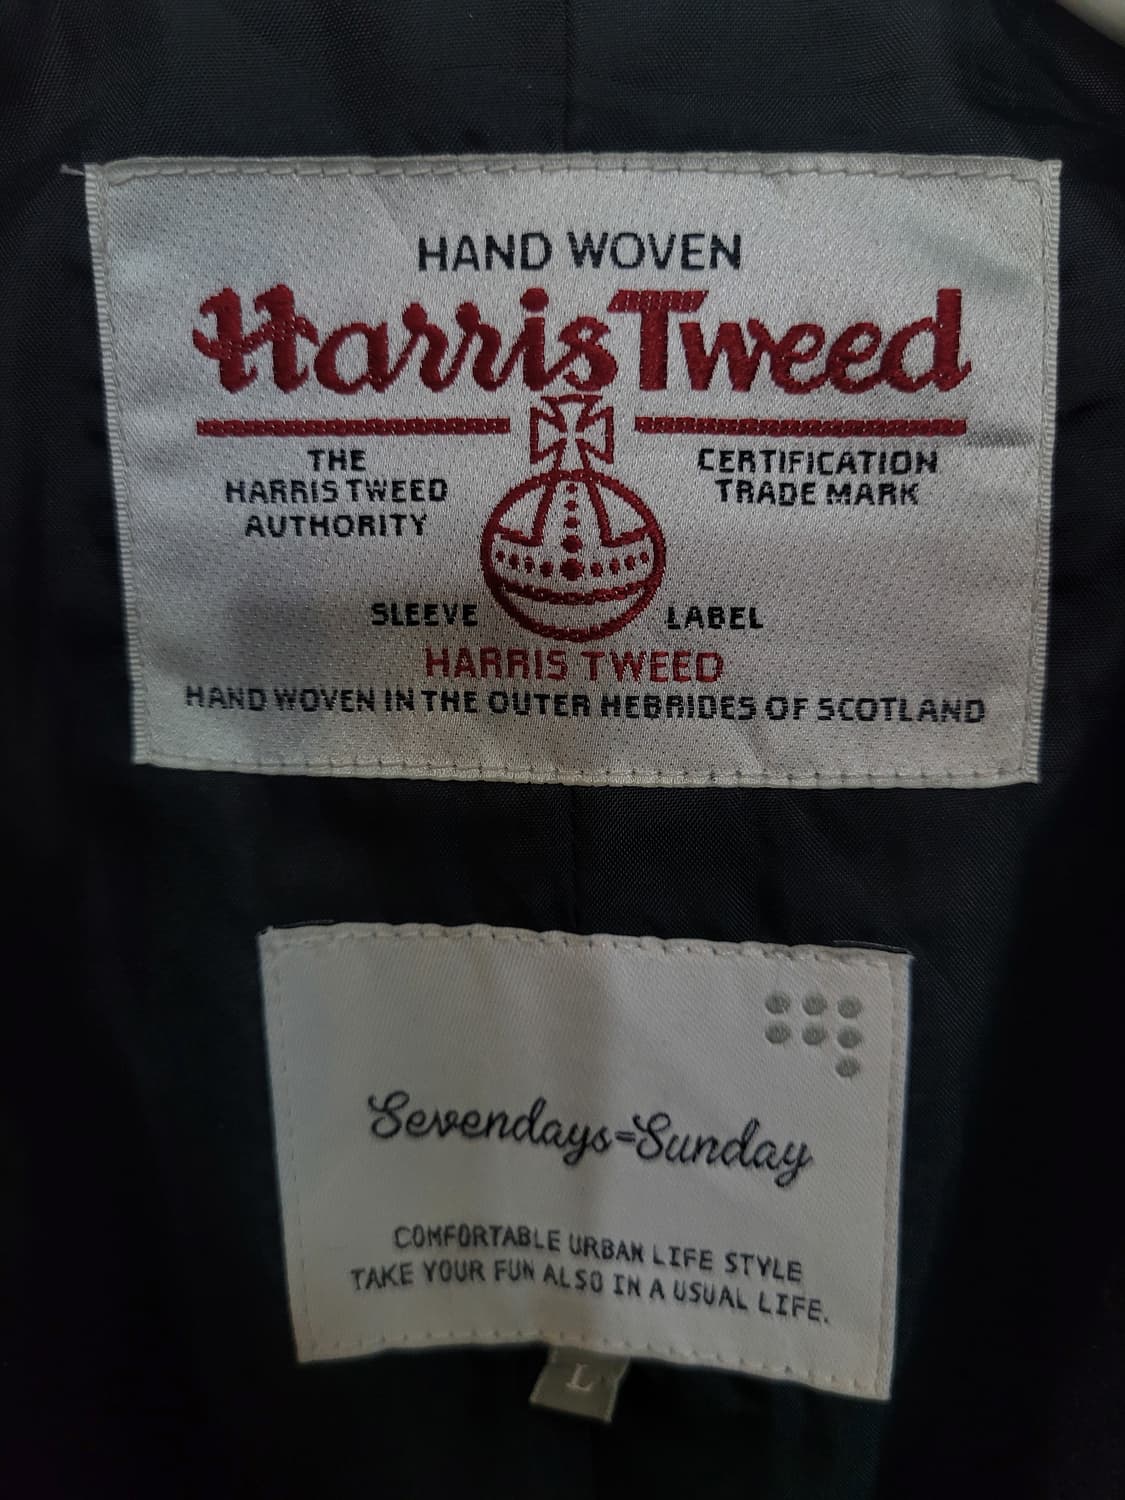 HAND WOVEN
Harris Tweed
THE
HARRIS TWEED
AUTHORITY
CERTIFICATION
TRADE MARK
SLEEVE LABEL
HARRIS TWEED
HAND WOVEN IN THE OUTER HEBRIDES OF SCOTLAND
Sevendays=Sunday
COMFORTABLE URBAN LIFE STYLE
TAKE YOUR FUN ALSO IN A USUAL LIFE.
L